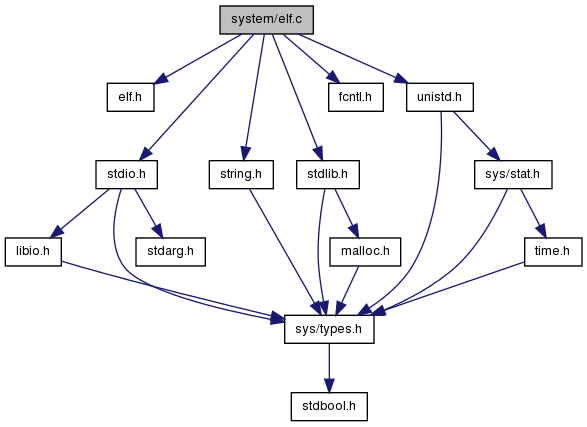 system/elf.c
elf.h
fcntl.h
unistd.h
stdio.h
string.h
stdlib.h
sys/stat.h
libio.h
stdarg.h
malloc.h
time.h
sys/types.h
stdbool.h